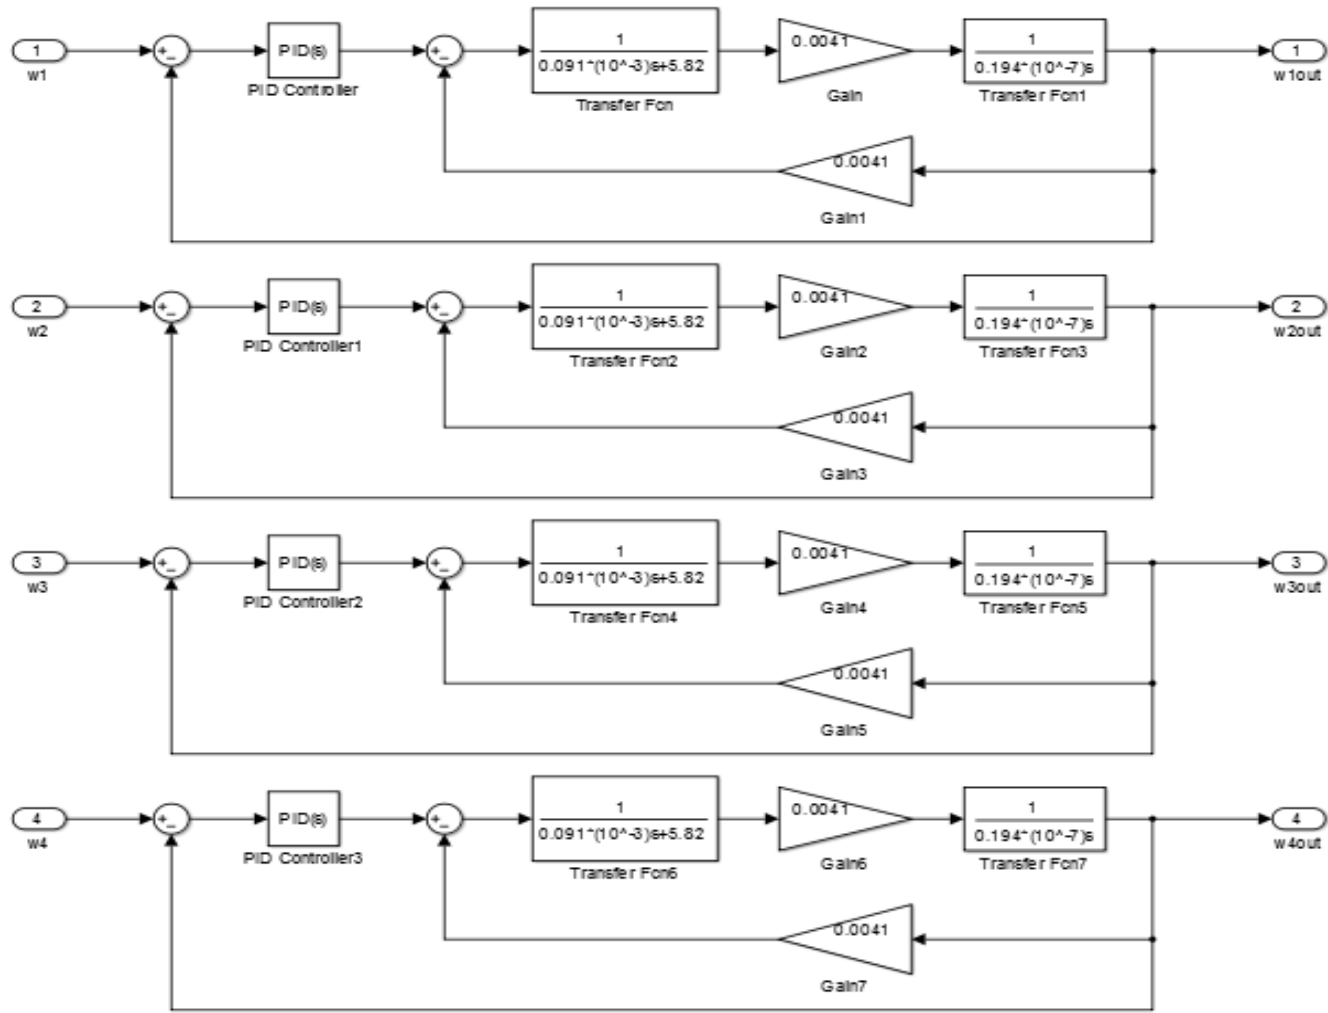 1
w1
+
_
PID(s)
PID Controller
+
_
1
0.091*(10^-3)s+5.82
Transfer Fcn
0.0041
Gain
1
0.194*(10^-7)s
Transfer Fcn1
1
w1out
0.0041
Gain1
2
w2
+
_
PID(s)
PID Controller1
+
_
1
0.091*(10^-3)s+5.82
Transfer Fcn2
0.0041
Gain2
1
0.194*(10^-7)s
Transfer Fcn3
2
w2out
0.0041
Gain3
3
w3
+
_
PID(s)
PID Controller2
+
_
1
0.091*(10^-3)s+5.82
Transfer Fcn4
0.0041
Gain4
1
0.194*(10^-7)s
Transfer Fcn5
3
w3out
0.0041
Gain5
4
w4
+
_
PID(s)
PID Controller3
+
_
1
0.091*(10^-3)s+5.82
Transfer Fcn6
0.0041
Gain6
1
0.194*(10^-7)s
Transfer Fcn7
4
w4out
0.0041
Gain7